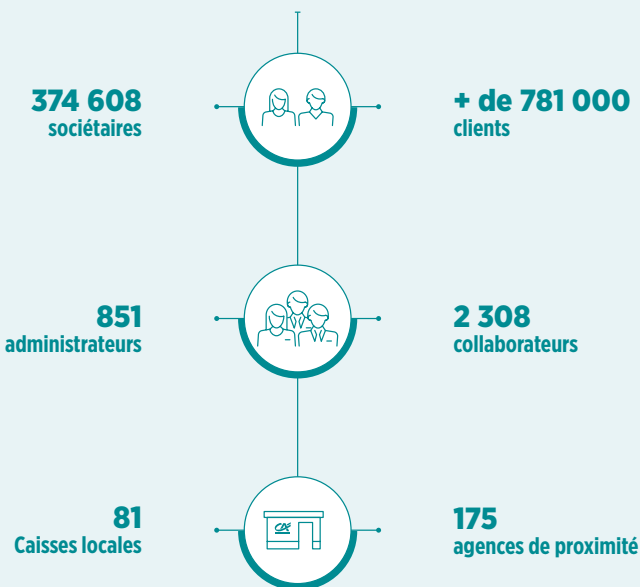 374 608
sociétaires
+ de 781 000
clients
851
administrateurs
2 308
collaborateurs
81
Caisses locales
CA
175
agences de proximité